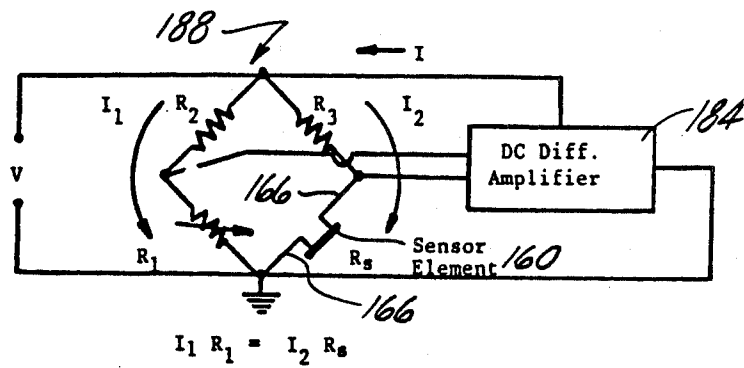 188
I
I1 R2 R3 I2
184
DC Diff.
Amplifier
V
166
R1 Rs
Sensor
Element 160
166
I1 R1 = I2 Rs